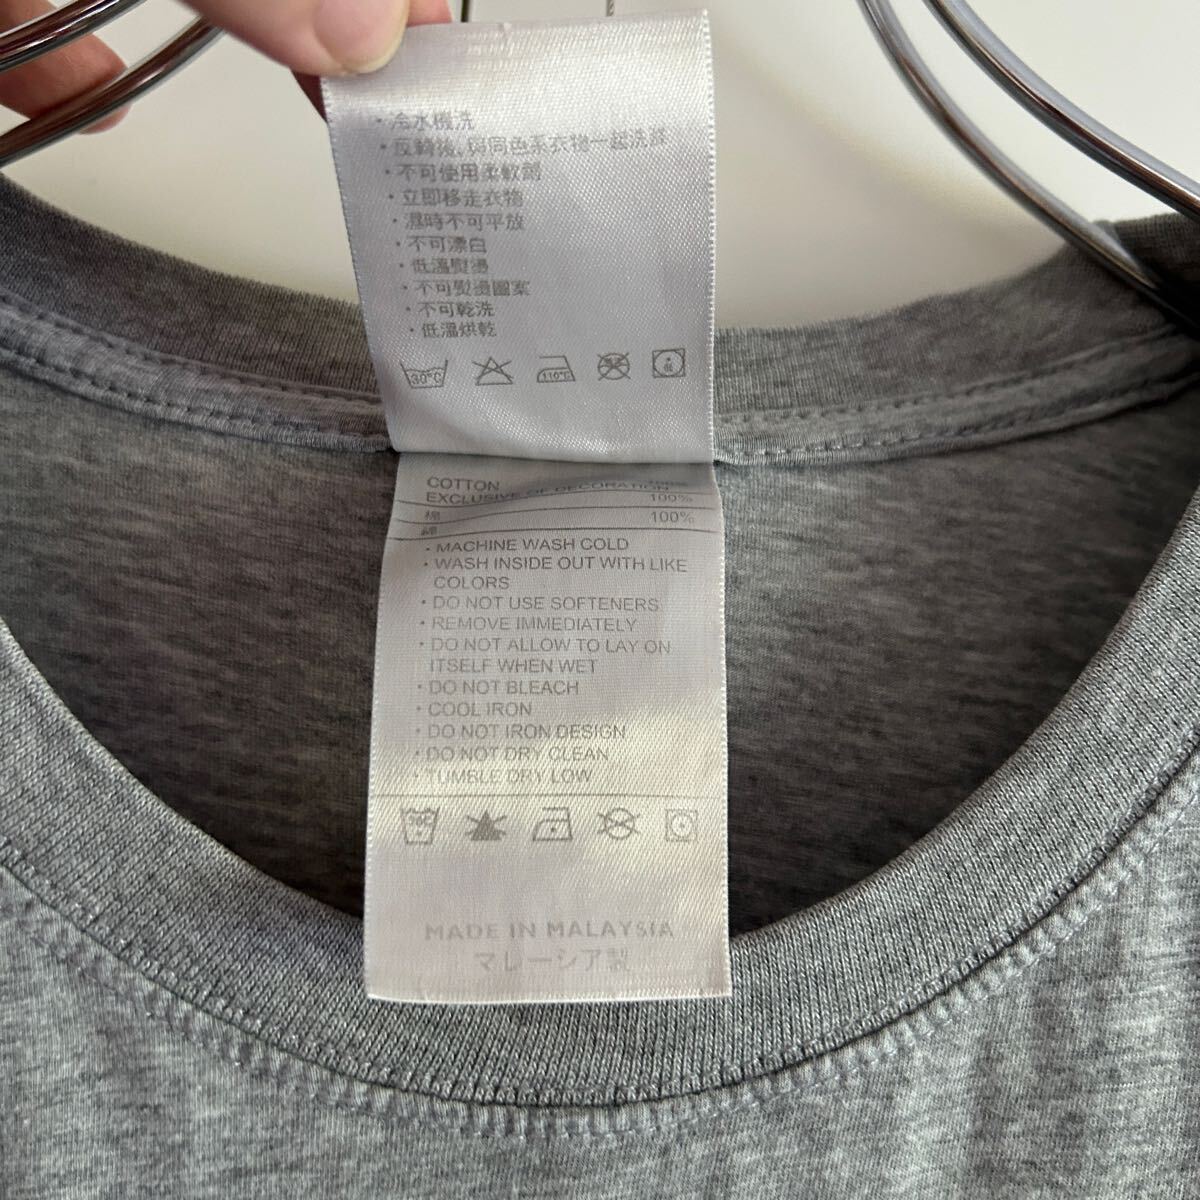 ・冷水機洗
・反轉後,與同色系衣物一起洗滌
・不可使用柔軟劑
・立即移走衣物
・濕時不可平放
・不可漂白
・低溫熨燙
・不可熨燙圖案
・不可乾洗
・低溫烘乾
30°C 110°C
COTTON
EXCLUSIVE OF DECORATION 100%
棉 100%
綿
・MACHINE WASH COLD
・WASH INSIDE OUT WITH LIKE
COLORS
・DO NOT USE SOFTENERS
・REMOVE IMMEDIATELY
・DO NOT ALLOW TO LAY ON
ITSELF WHEN WET
・DO NOT BLEACH
・COOL IRON
・DO NOT IRON DESIGN
・DO NOT DRY CLEAN
・TUMBLE DRY LOW
MADE IN MALAYSIA
マレーシア製